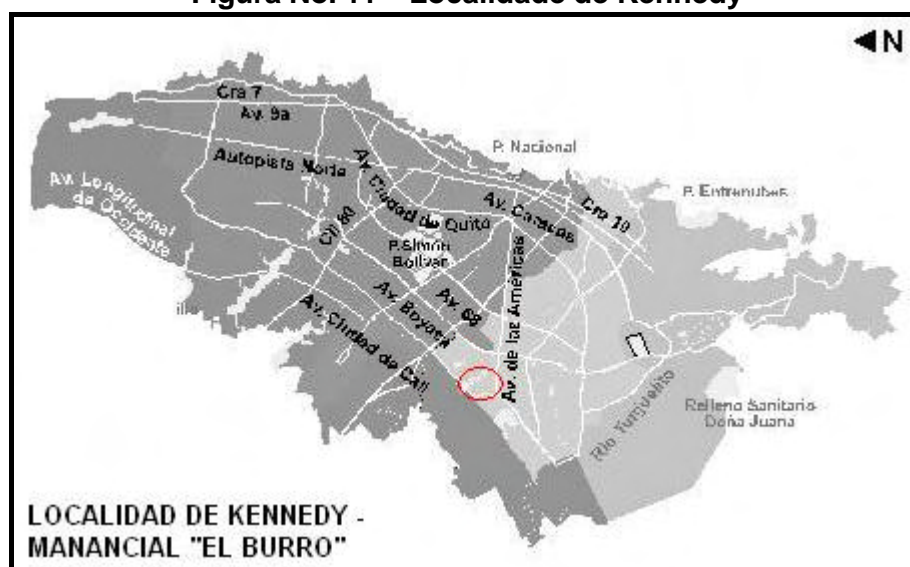 Figura No. 11 – Localidade de Kennedy
N
Cra 7
Av. 9a
Autopista Norte
P. Nacional
Av. Longitudinal
de Occidente
Av. Ciudad de Quito
Av. Caracas
Cra 10
P. Entrenubes
Cll 80
P. Simón
Bolívar
Av. 68
Av. Boyacá
Av. de las Américas
Av. Ciudad de Cali
Río Tunjuelito
Relleno Sanitario
Doña Juana
LOCALIDAD DE KENNEDY -
MANANCIAL "EL BURRO"